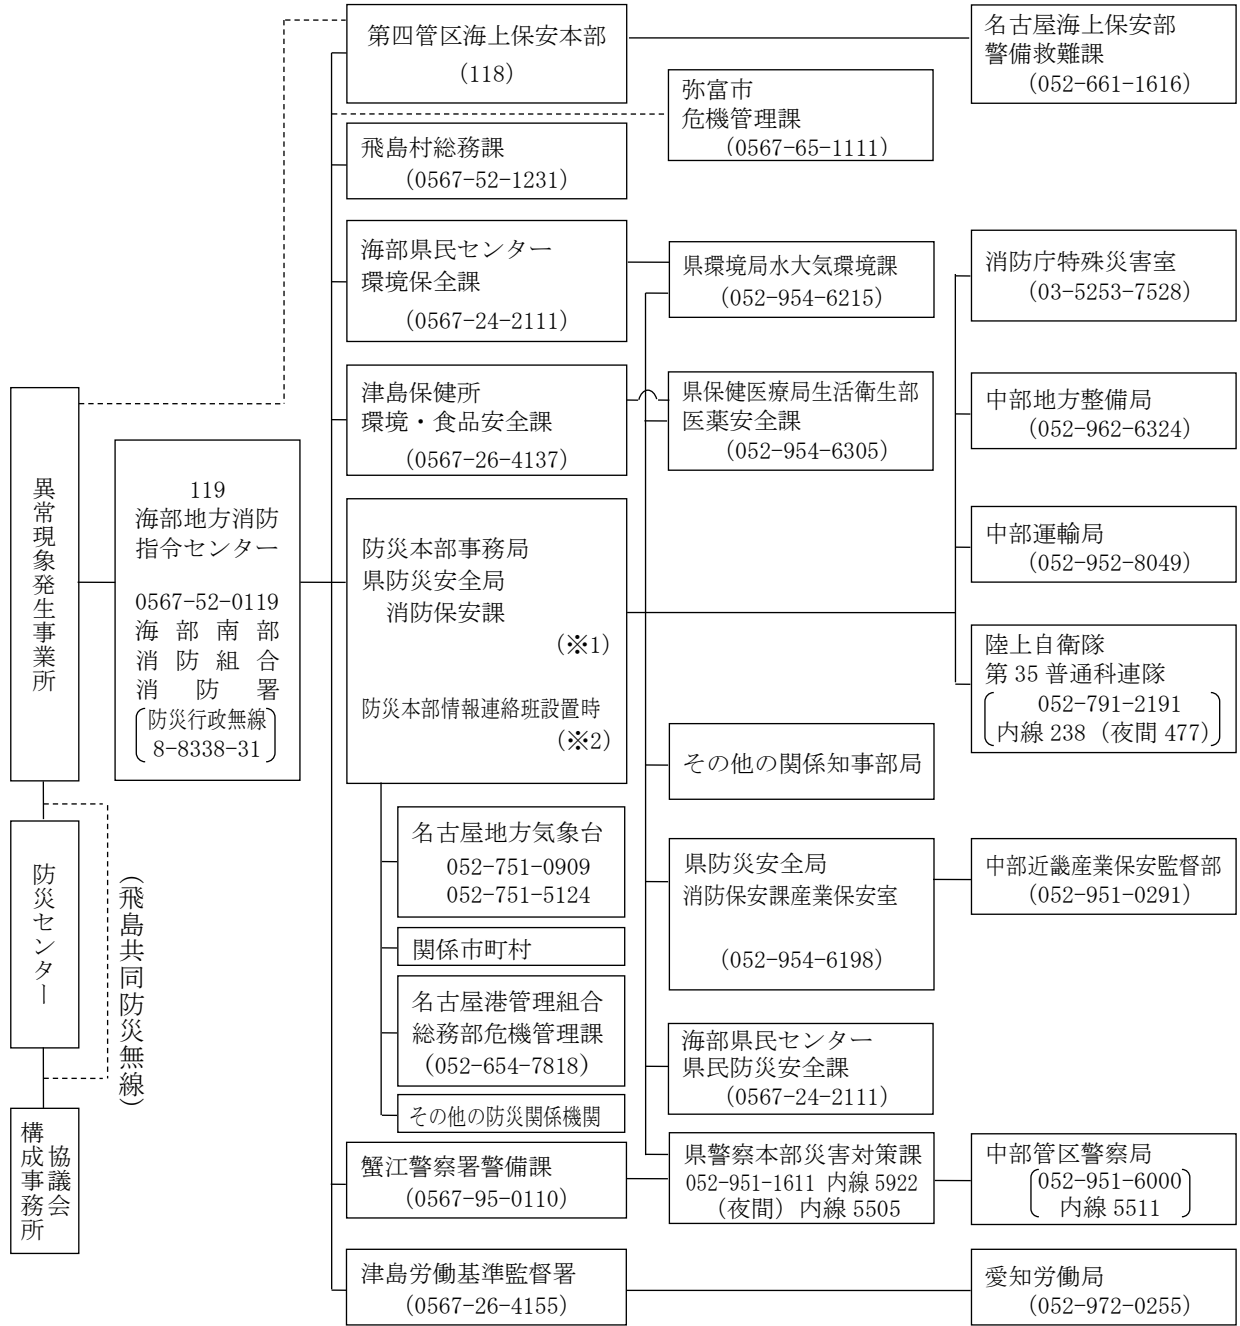 異常現象発生事業所
防災センター
協議会
構成事務所
(飛島共同防災無線)
119
海部地方消防
指令センター
0567-52-0119
海部南部
消防組合
消防署
防災行政無線
8-8338-31
第四管区海上保安本部
(118)
飛島村総務課
(0567-52-1231)
海部県民センター
環境保全課
(0567-24-2111)
津島保健所
環境・食品安全課
(0567-26-4137)
防災本部事務局
県防災安全局
消防保安課
(※1)
防災本部情報連絡班設置時
(※2)
名古屋地方気象台
052-751-0909
052-751-5124
関係市町村
名古屋港管理組合
総務部危機管理課
(052-654-7818)
その他の防災関係機関
蟹江警察署警備課
(0567-95-0110)
津島労働基準監督署
(0567-26-4155)
弥富市
危機管理課
(0567-65-1111)
県環境局水大気環境課
(052-954-6215)
県保健医療局生活衛生部
医薬安全課
(052-954-6305)
その他の関係知事部局
県防災安全局
消防保安課産業保安室
(052-954-6198)
海部県民センター
県民防災安全課
(0567-24-2111)
県警察本部災害対策課
052-951-1611 内線 5922
(夜間)内線 5505
名古屋海上保安部
警備救難課
(052-661-1616)
消防庁特殊災害室
(03-5253-7528)
中部地方整備局
(052-962-6324)
中部運輸局
(052-952-8049)
陸上自衛隊
第 35 普通科連隊
052-791-2191
内線 238(夜間 477)
中部近畿産業保安監督部
(052-951-0291)
中部管区警察局
052-951-6000
内線 5511
愛知労働局
(052-972-0255)